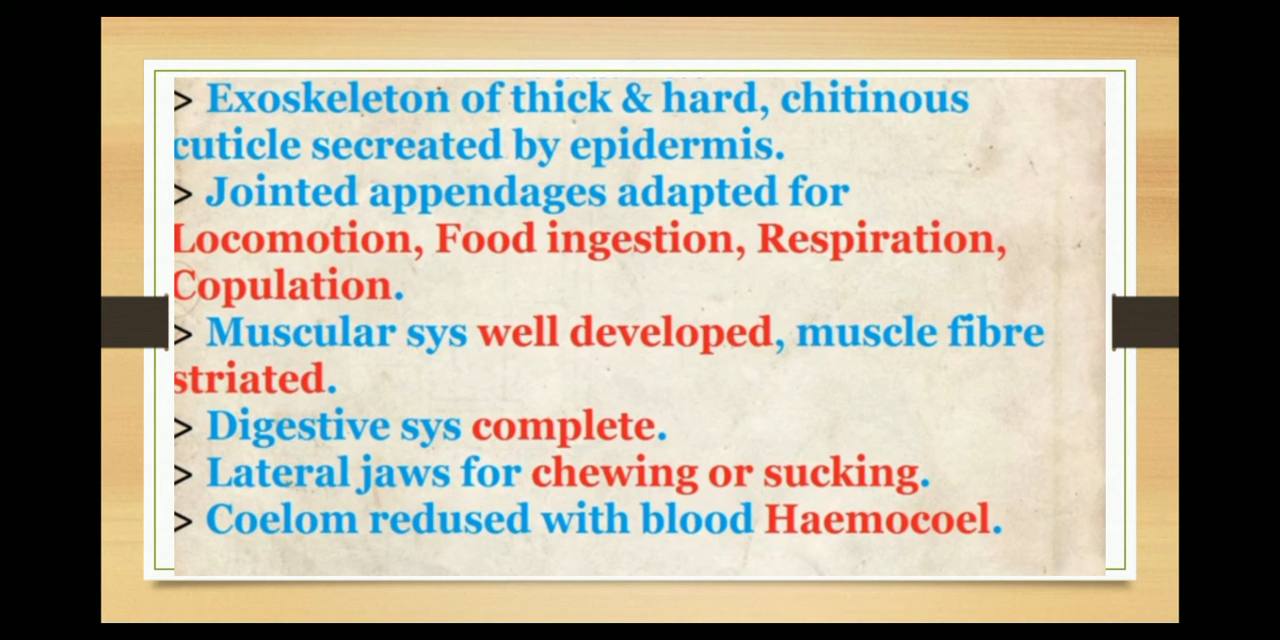 > Exoskeleton of thick & hard, chitinous
cuticle secreated by epidermis.
> Jointed appendages adapted for
Locomotion, Food ingestion, Respiration,
Copulation.
> Muscular sys well developed, muscle fibre
striated.
> Digestive sys complete.
> Lateral jaws for chewing or sucking.
> Coelom redused with blood Haemocoel.